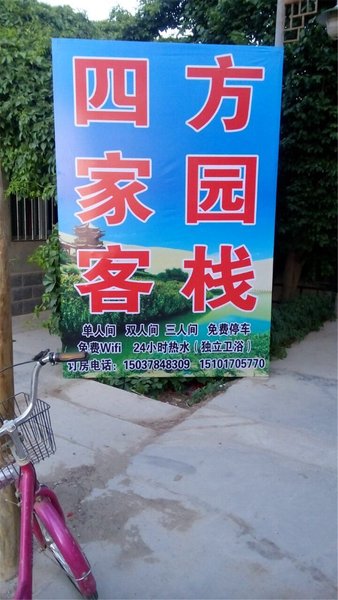 四方
家园
客栈
单人间 双人间 三人间 免费停车
免费Wifi 24小时热水（独立卫浴）
订房电话：15037848309 15101705770